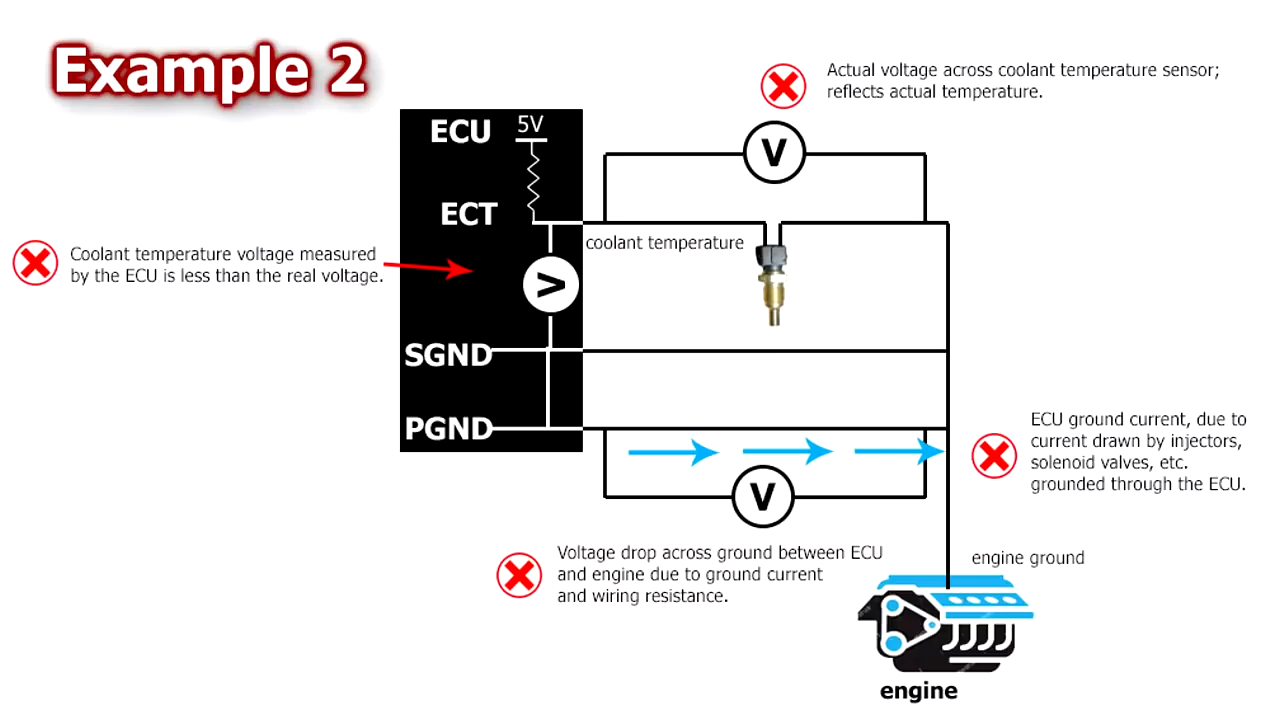 Example 2
Actual voltage across coolant temperature sensor;
reflects actual temperature.
ECU 5V
V
ECT
coolant temperature
Coolant temperature voltage measured
by the ECU is less than the real voltage.
V
SGND
PGND
ECU ground current, due to
current drawn by injectors,
solenoid valves, etc.
grounded through the ECU.
V
Voltage drop across ground between ECU
and engine due to ground current
and wiring resistance.
engine ground
engine